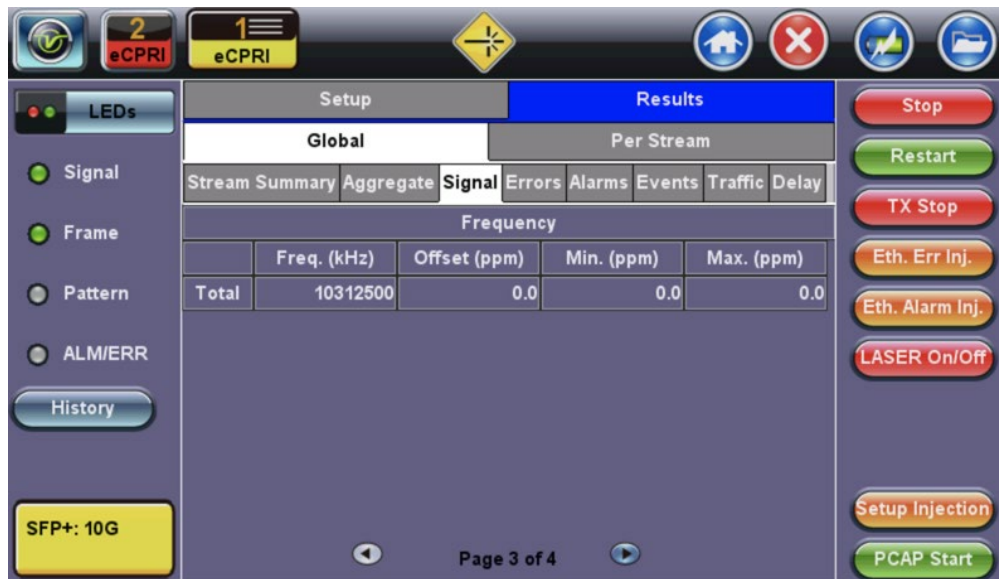 2
eCPRI
1
eCPRI
LEDs
Setup
Results
Stop
Global
Per Stream
Restart
Signal
Stream Summary Aggregate Signal Errors Alarms Events Traffic Delay
TX Stop
Frequency
Frame
Freq. (kHz) Offset (ppm) Min. (ppm) Max. (ppm)
Eth. Err Inj.
Pattern
Total 10312500 0.0 0.0 0.0
Eth. Alarm Inj.
ALM/ERR
LASER On/Off
History
Setup Injection
SFP+: 10G
Page 3 of 4
PCAP Start